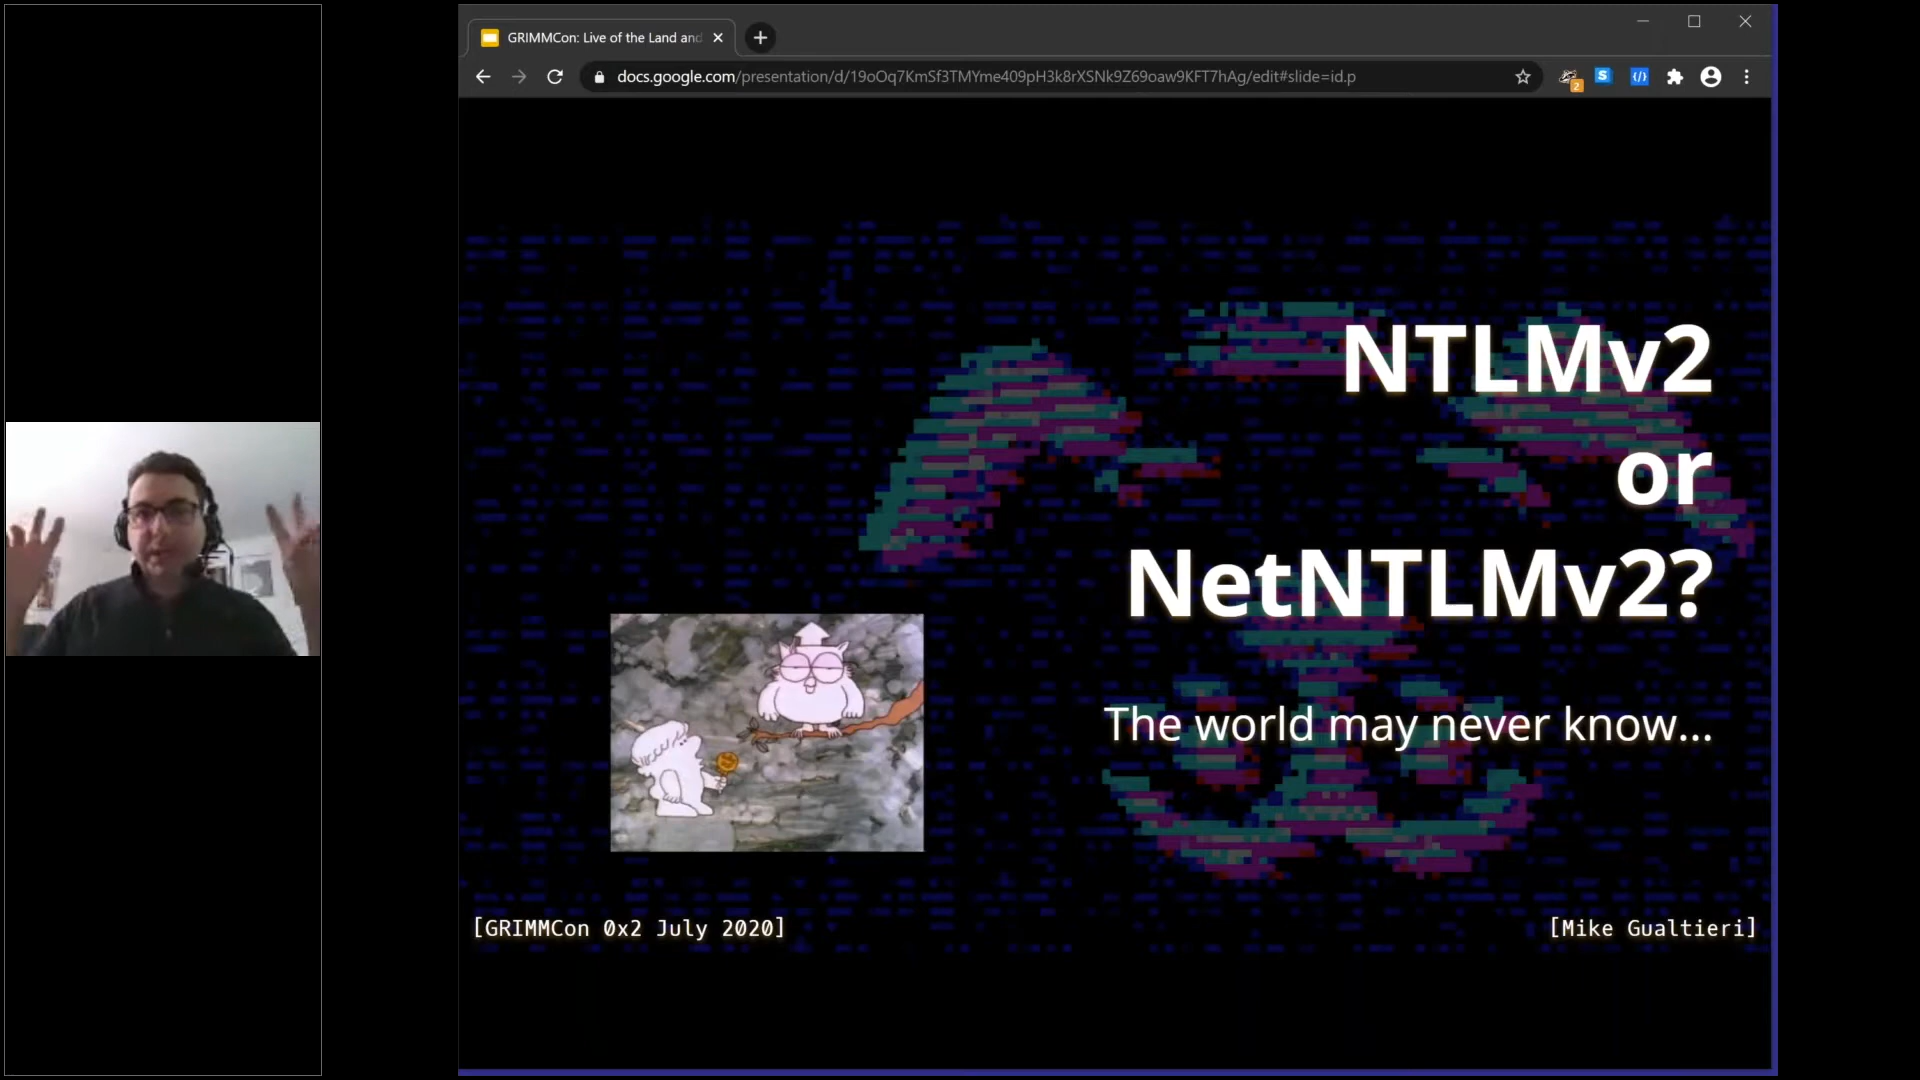 GRIMMCon: Live of the Land and
docs.google.com/presentation/d/19oOq7KmSf3TMYme409pH3k8rXSNk9Z69oaw9KFT7hAg/edit#slide=id.p
2
S
NTLMv2
or
NetNTLMv2?
The world may never know...
[GRIMMCon 0x2 July 2020]
[Mike Gualtieri]